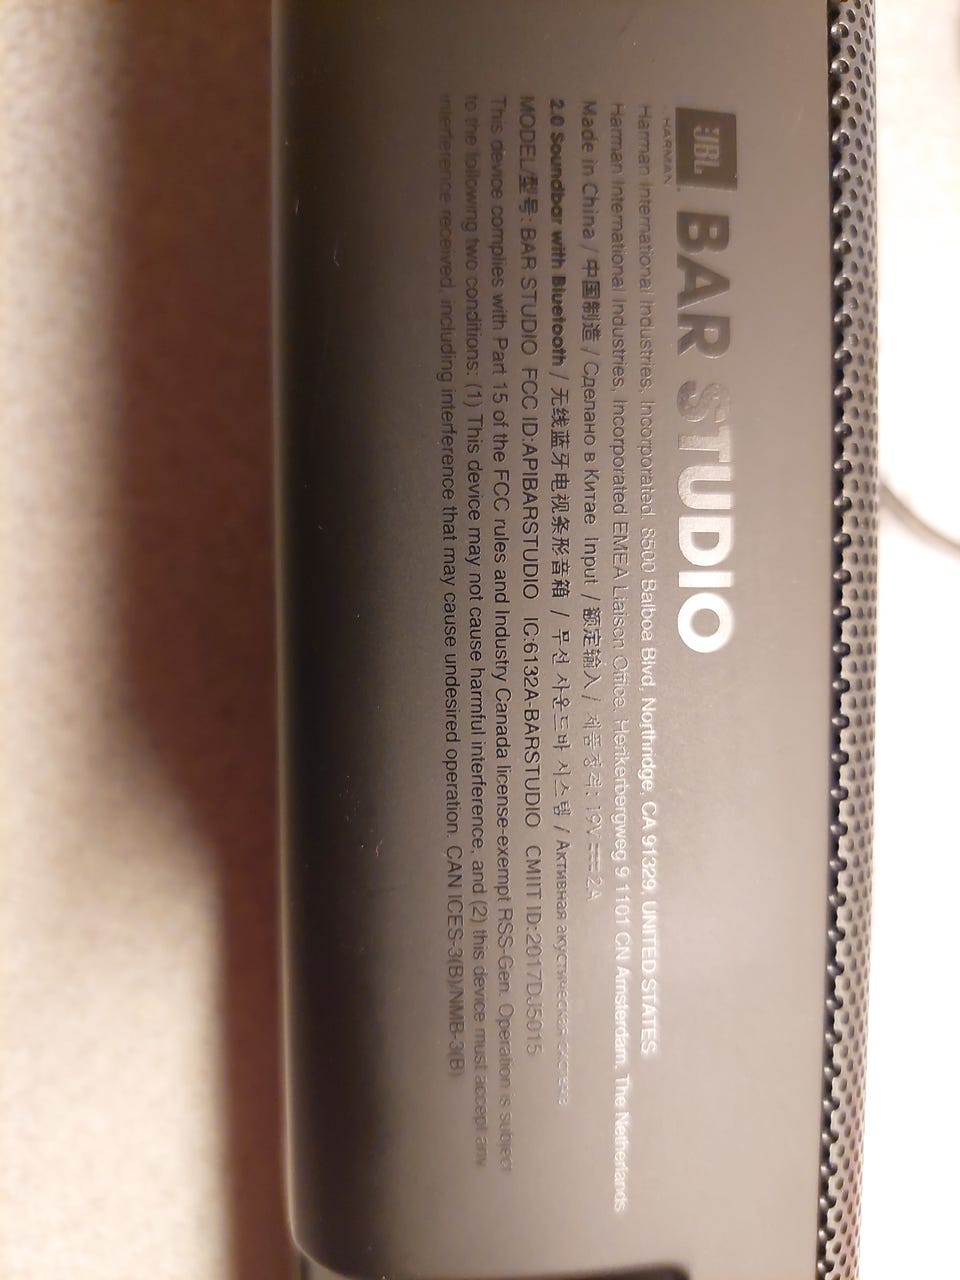 JBL BAR STUDIO
HARMAN
Harman International Industries, Incorporated. 8500 Balboa Blvd, Northridge, CA 91329, UNITED STATES
Harman International Industries, Incorporated EMEA Liaison Office, Herikerbergweg 9 1101 CN Amsterdam, The Netherlands
Made in China / 中国制造 / Сделано в Китае Input / 额定输入 / 제품정격: 19V ⎓ 2A
2.0 Soundbar with Bluetooth / 无线蓝牙电视条形音箱 / 무선 사운드바 시스템 / Активная акустическая система
MODEL/型号: BAR STUDIO FCC ID:APIBARSTUDIO IC:6132A-BARSTUDIO CMIIT ID:2017DJ5015
This device complies with Part 15 of the FCC rules and Industry Canada license-exempt RSS-Gen. Operation is subject
to the following two conditions: (1) This device may not cause harmful interference, and (2) this device must accept any
interference received, including interference that may cause undesired operation. CAN ICES-3(B)/NMB-3(B)